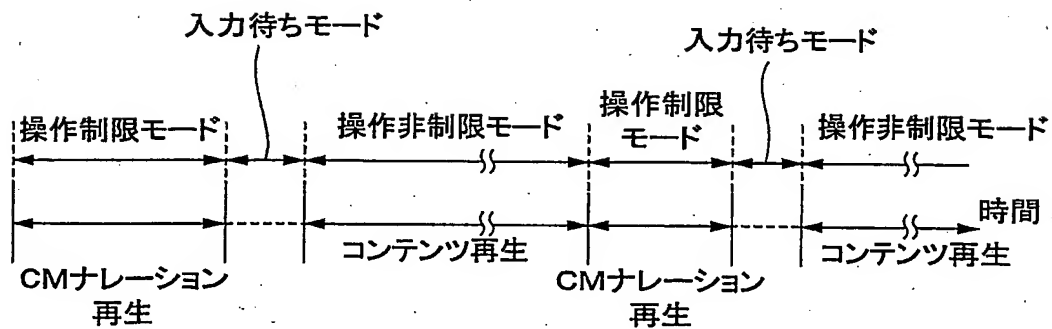 入力待ちモード
入力待ちモード
操作制限モード
操作非制限モード
操作制限
モード
操作非制限モード
時間
CMナレーション
再生
コンテンツ再生
CMナレーション
再生
コンテンツ再生